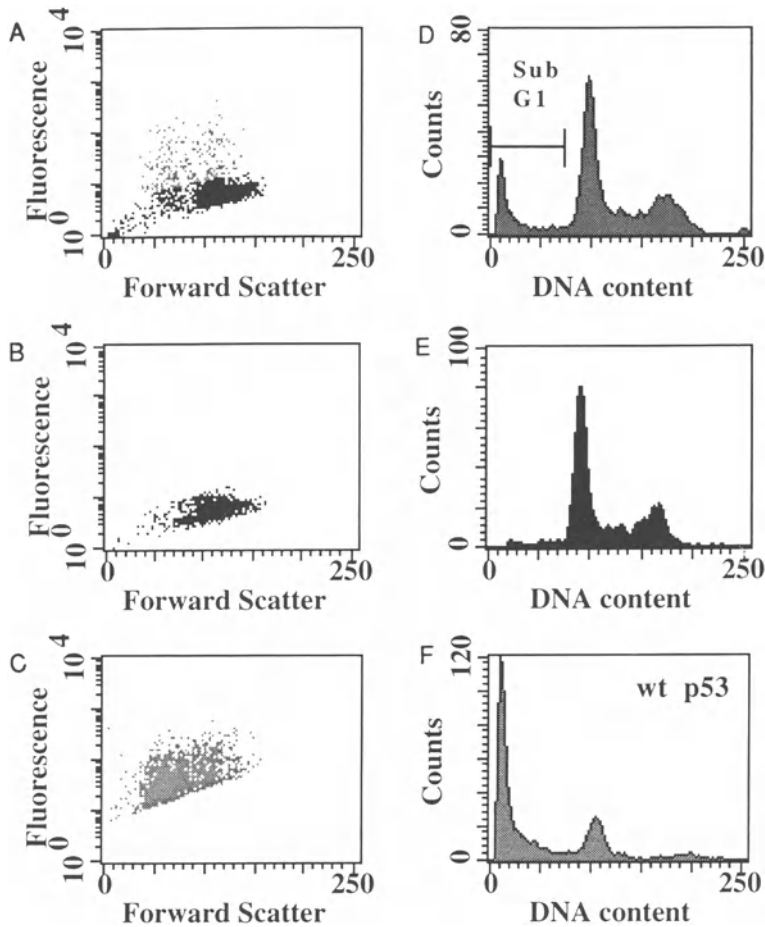 A
10 4
Fluorescence
10 0
0
250
Forward Scatter
D
80
Counts
0
Sub
G1
0
250
DNA content
B
10 4
Fluorescence
10 0
0
250
Forward Scatter
E
100
Counts
0
0
250
DNA content
C
10 4
Fluorescence
10 0
0
250
Forward Scatter
F
120
Counts
0
wt p53
0
250
DNA content